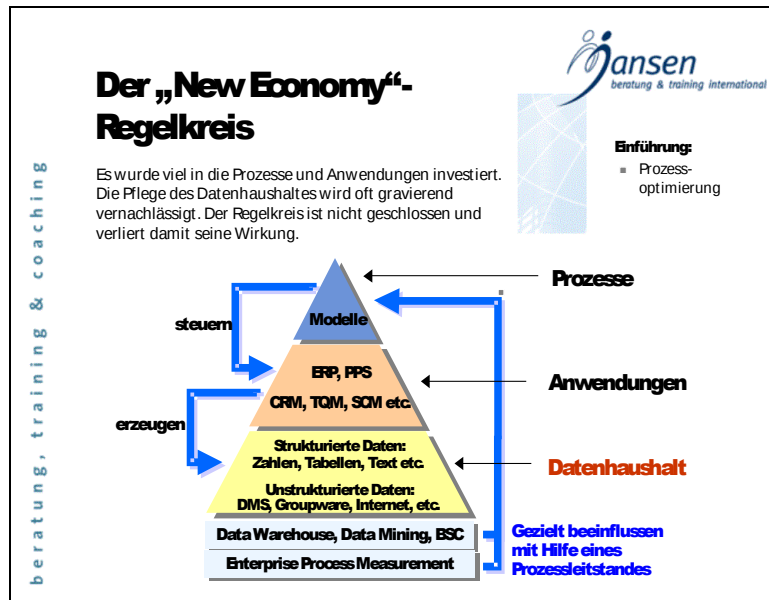 Jansen
beratung & training international
Der „New Economy“-
Regelkreis
Es wurde viel in die Prozesse und Anwendungen investiert.
Die Pflege des Datenhaushaltes wird oft gravierend
vernachlässigt. Der Regelkreis ist nicht geschlossen und
verliert damit seine Wirkung.
Einführung:
Prozess-
optimierung
beratung, training & coaching
Prozesse
Modelle
steuern
ERP, PPS
CRM, TQM, SCM etc.
Anwendungen
erzeugen
Strukturierte Daten:
Zahlen, Tabellen, Text etc.
Unstrukturierte Daten:
DMS, Groupware, Internet, etc.
Datenhaushalt
Data Warehouse, Data Mining, BSC
Enterprise Process Measurement
Gezielt beeinflussen
mit Hilfe eines
Prozessleitstandes